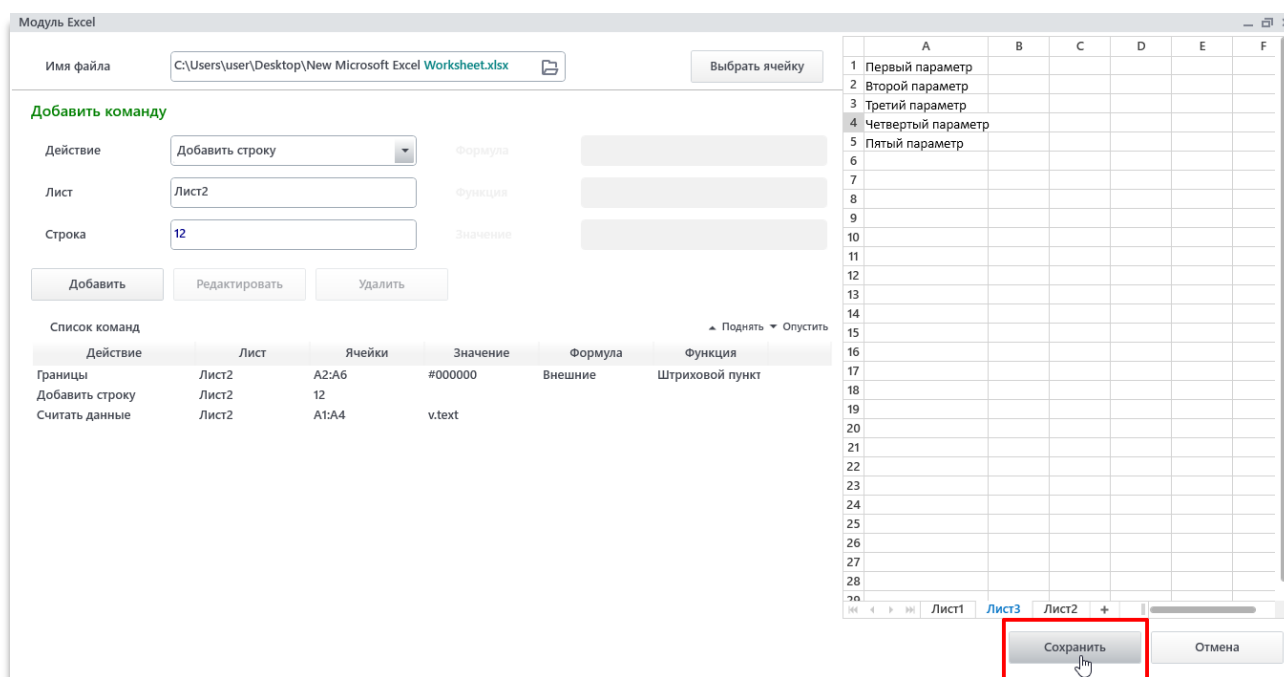 Модуль Excel
Имя файла C:\Users\user\Desktop\New Microsoft Excel Worksheet.xlsx Выбрать ячейку
Добавить команду
Действие Добавить строку Формула
Лист Лист2 Функция
Строка 12 Значение
Добавить Редактировать Удалить
Список команд Поднять Опустить
Действие Лист Ячейки Значение Формула Функция
Границы Лист2 A2:A6 #000000 Внешние Штриховой пункт
Добавить строку Лист2 12
Считать данные Лист2 A1:A4 v.text
A B C D E F
1 Первый параметр
2 Второй параметр
3 Третий параметр
4 Четвертый параметр
5 Пятый параметр
6
7
8
9
10
11
12
13
14
15
16
17
18
19
20
21
22
23
24
25
26
27
28
29
Лист1 Лист3 Лист2 +
Сохранить Отмена